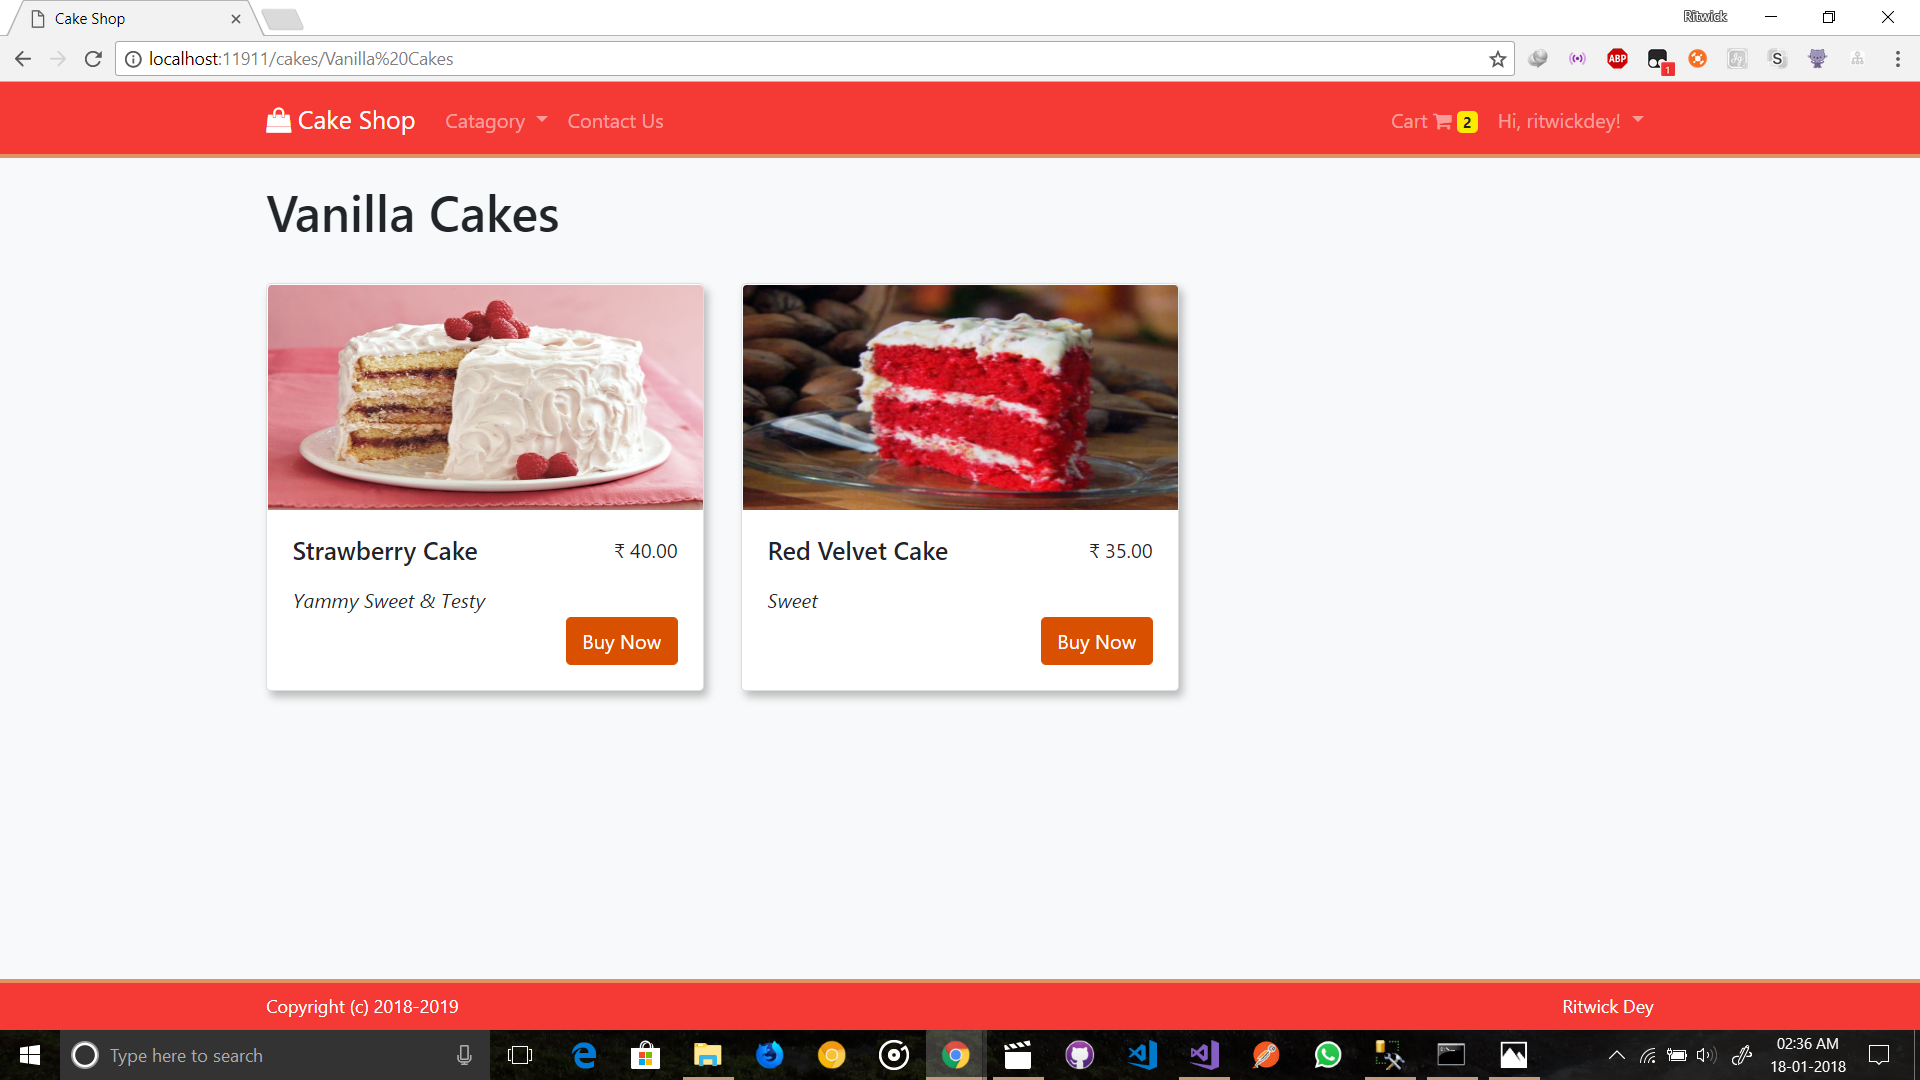 Cake Shop
Ritwick
localhost:11911/cakes/Vanilla%20Cakes
ABP
1
S
Cake Shop
Catagory
Contact Us
Cart
2
Hi, ritwickdey!
Vanilla Cakes
Strawberry Cake
₹ 40.00
Yammy Sweet & Testy
Buy Now
Red Velvet Cake
₹ 35.00
Sweet
Buy Now
Copyright (c) 2018-2019
Ritwick Dey
Type here to search
02:36 AM
18-01-2018